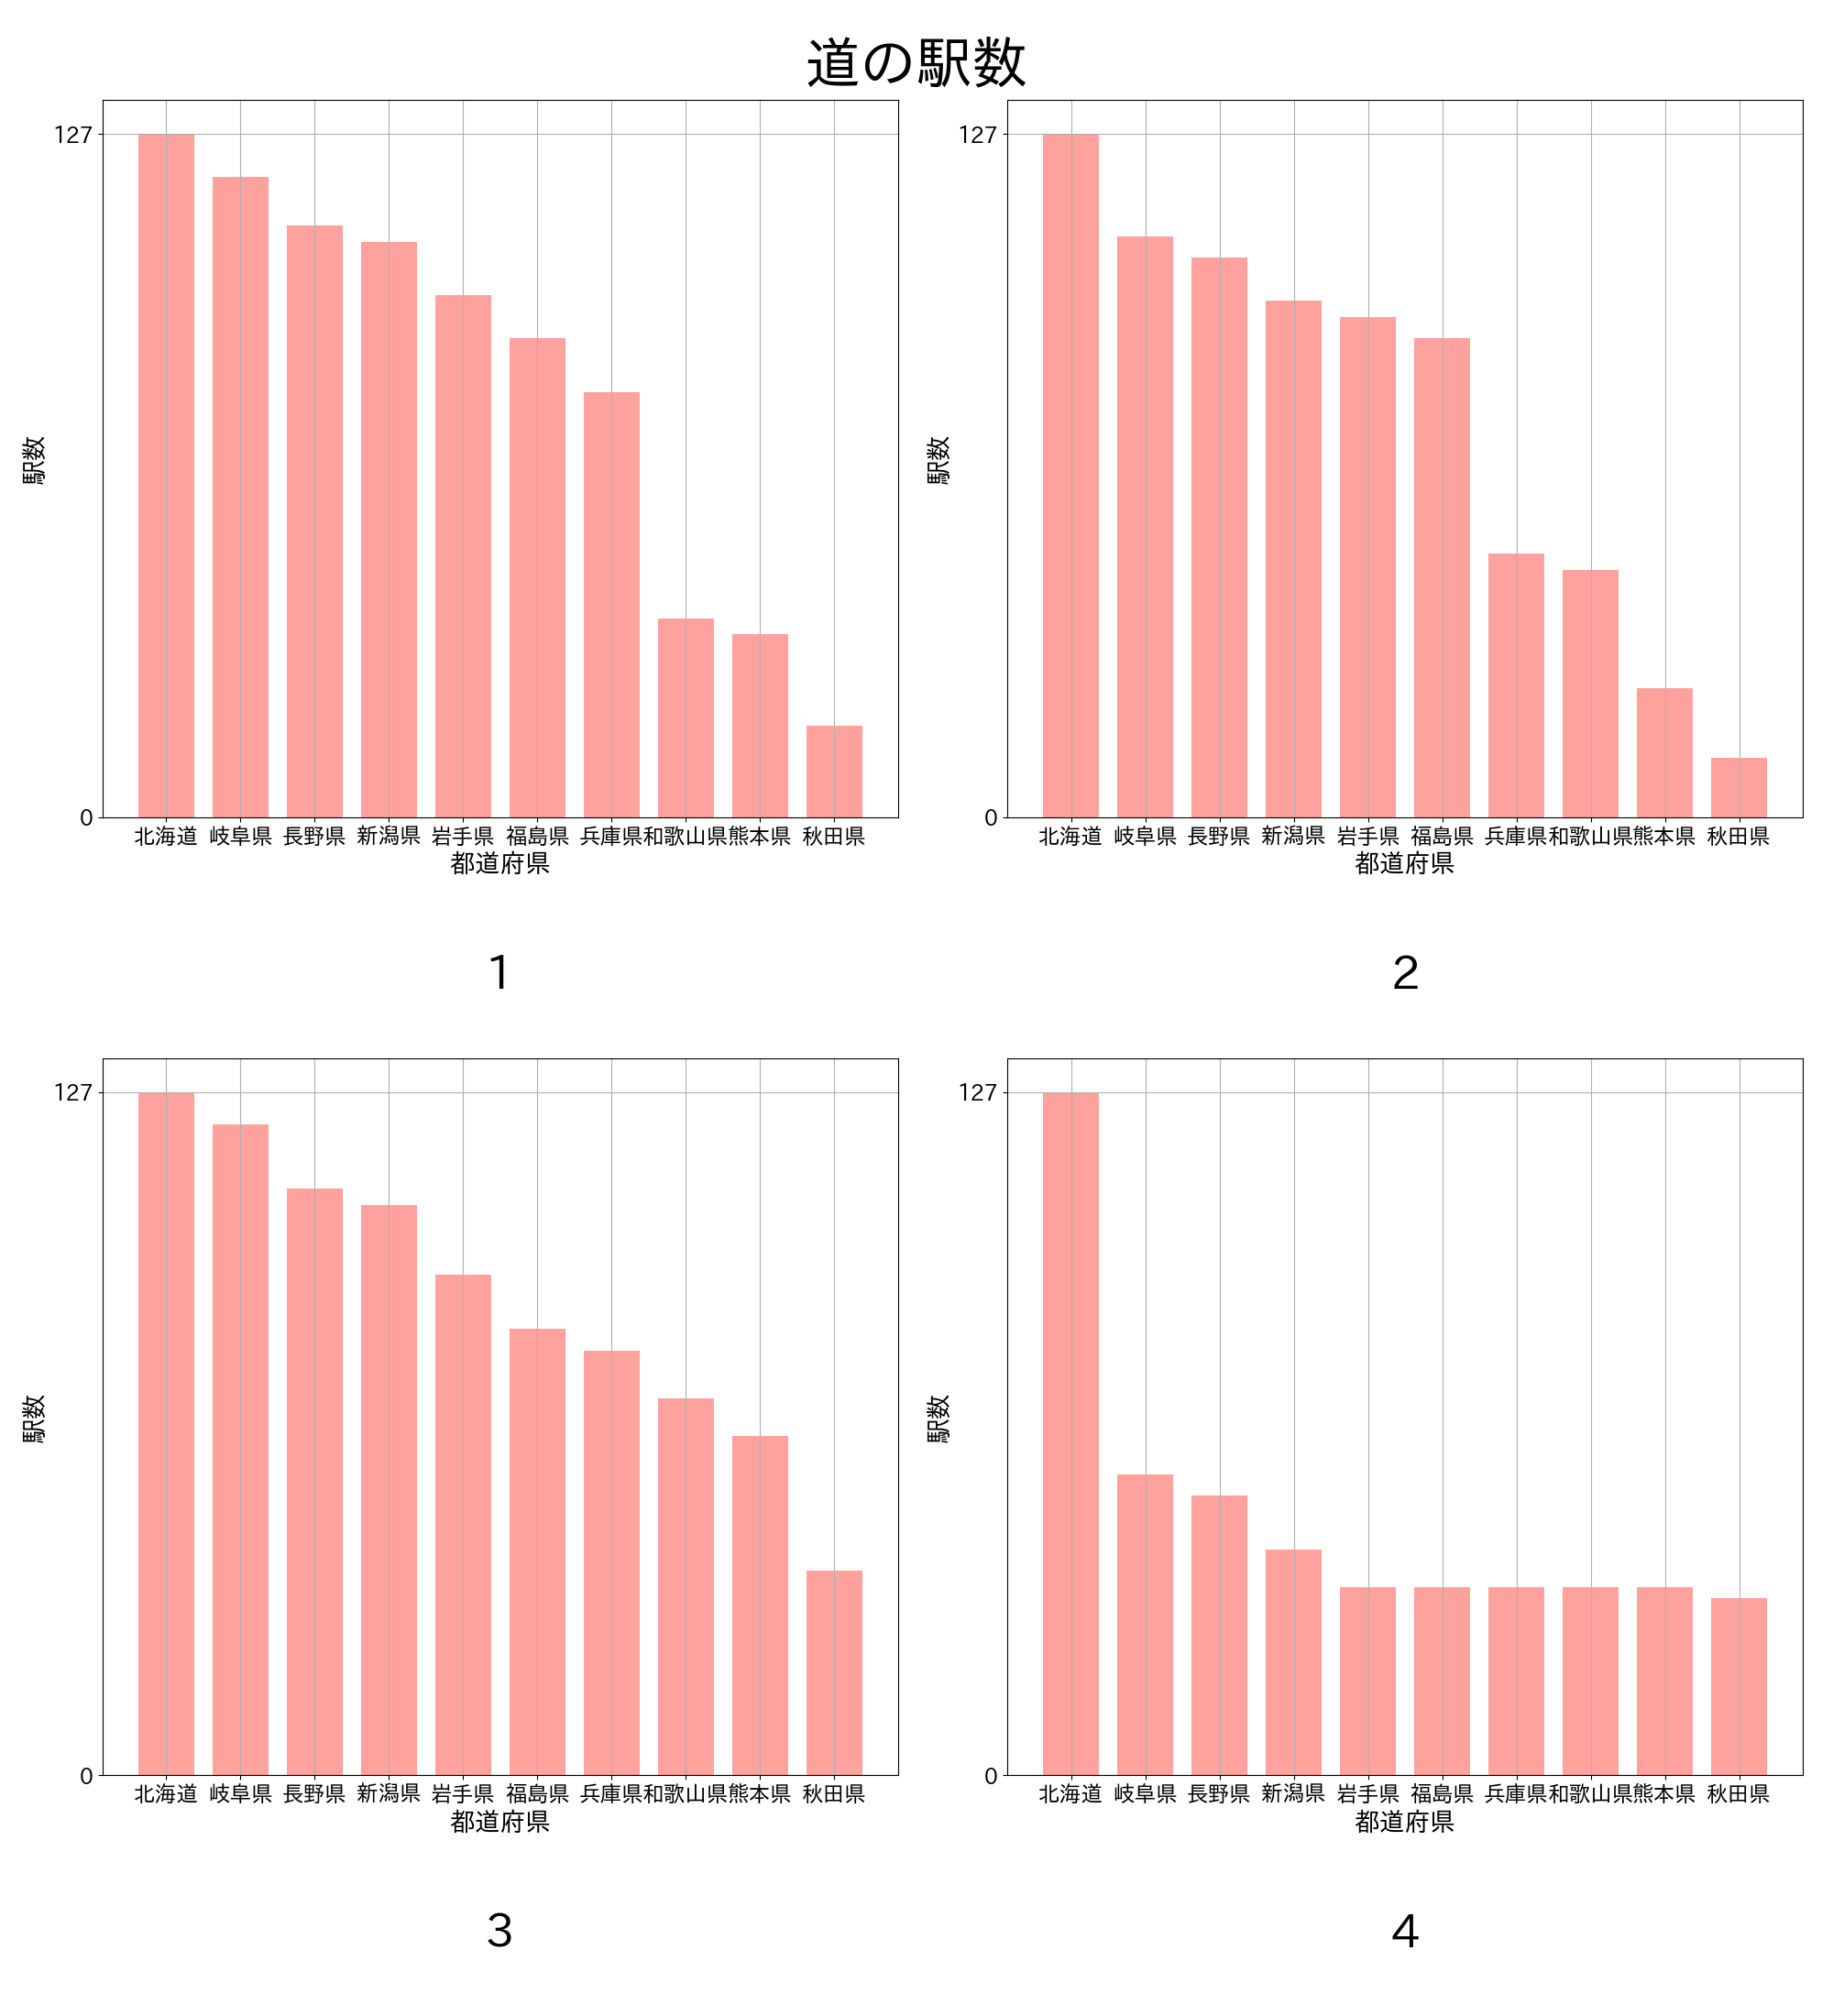 道の駅数
127
駅数
0
北海道 岐阜県 長野県 新潟県 岩手県 福島県 兵庫県 和歌山県 熊本県 秋田県
都道府県
1
127
駅数
0
北海道 岐阜県 長野県 新潟県 岩手県 福島県 兵庫県 和歌山県 熊本県 秋田県
都道府県
2
127
駅数
0
北海道 岐阜県 長野県 新潟県 岩手県 福島県 兵庫県 和歌山県 熊本県 秋田県
都道府県
3
127
駅数
0
北海道 岐阜県 長野県 新潟県 岩手県 福島県 兵庫県 和歌山県 熊本県 秋田県
都道府県
4